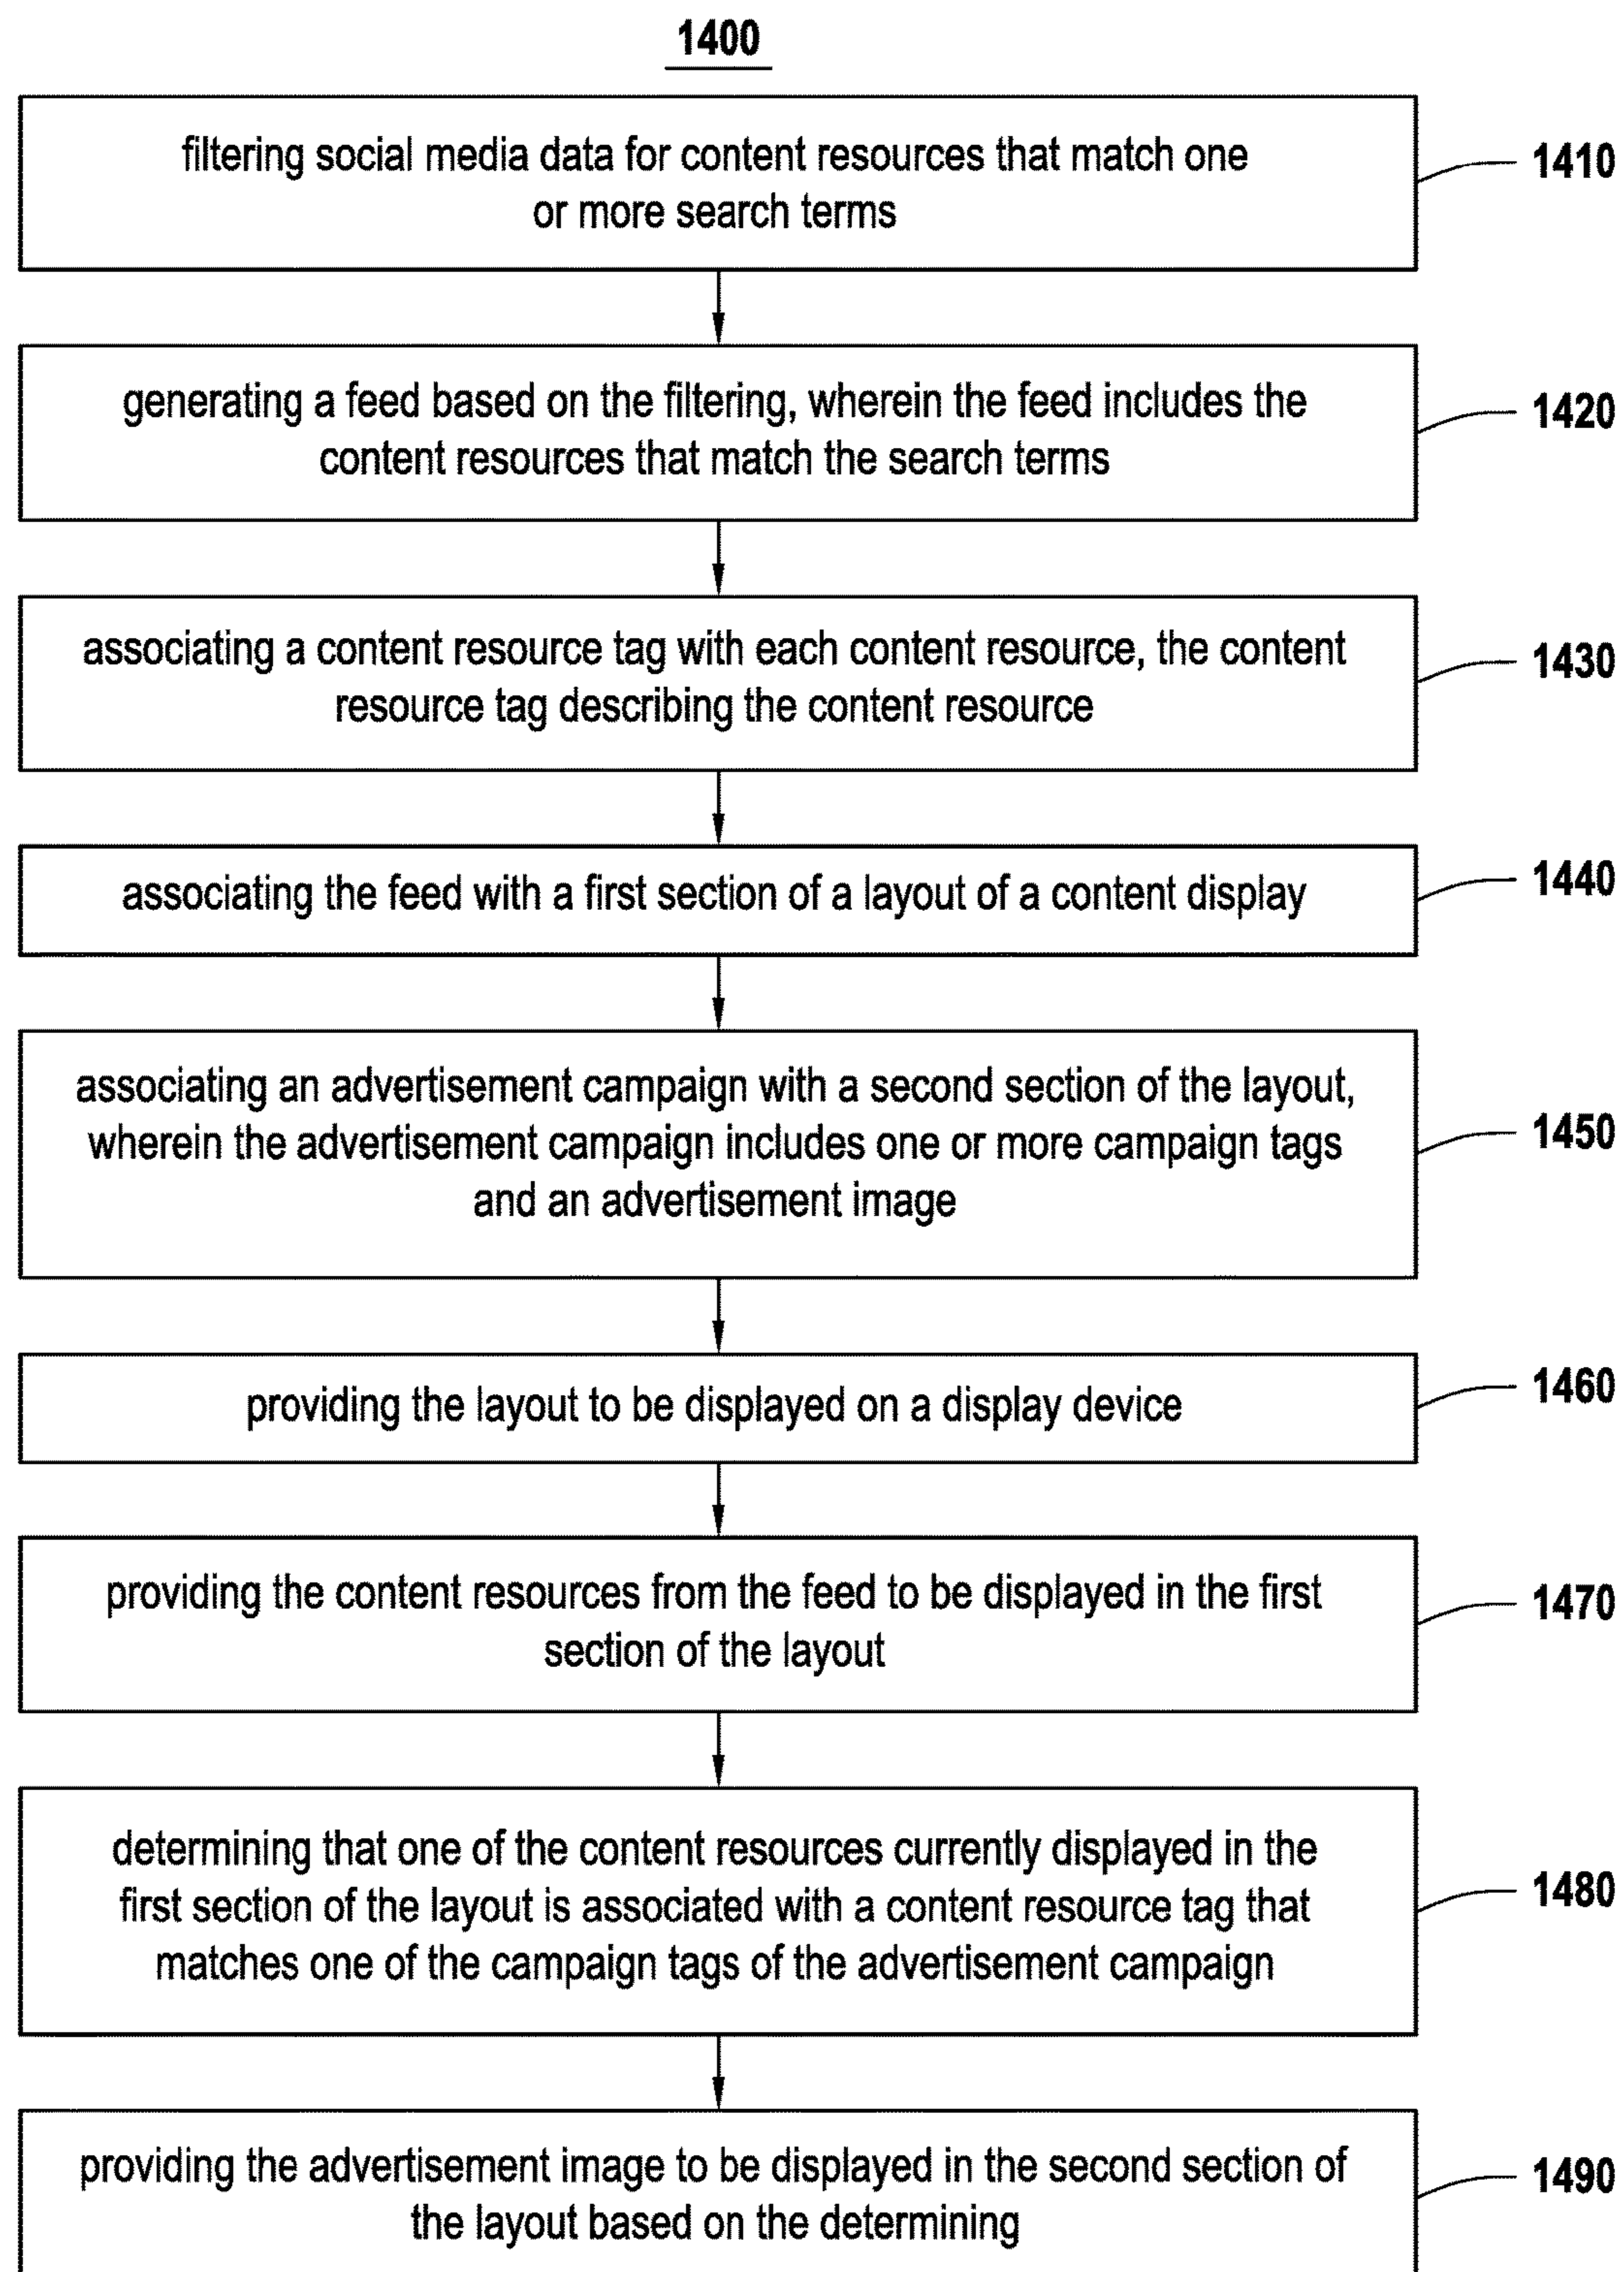 1400
filtering social media data for content resources that match one
or more search terms
1410
generating a feed based on the filtering, wherein the feed includes the
content resources that match the search terms
1420
associating a content resource tag with each content resource, the content
resource tag describing the content resource
1430
associating the feed with a first section of a layout of a content display
1440
associating an advertisement campaign with a second section of the layout,
wherein the advertisement campaign includes one or more campaign tags
and an advertisement image
1450
providing the layout to be displayed on a display device
1460
providing the content resources from the feed to be displayed in the first
section of the layout
1470
determining that one of the content resources currently displayed in the
first section of the layout is associated with a content resource tag that
matches one of the campaign tags of the advertisement campaign
1480
providing the advertisement image to be displayed in the second section of
the layout based on the determining
1490